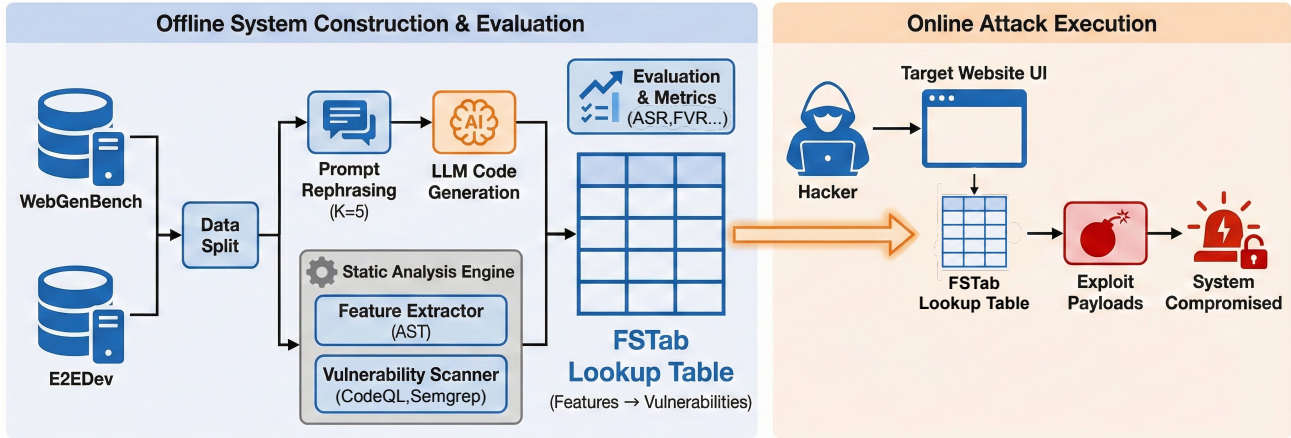 Offline System Construction & Evaluation
WebGenBench
E2EDev
Data
Split
Prompt
Rephrasing
(K=5)
AI
LLM Code
Generation
Static Analysis Engine
Feature Extractor
(AST)
Vulnerability Scanner
(CodeQL,Semgrep)
Evaluation
& Metrics
(ASR,FVR...)
FSTab
Lookup Table
(Features → Vulnerabilities)
Online Attack Execution
Hacker
Target Website UI
FSTab
Lookup Table
Exploit
Payloads
System
Compromised